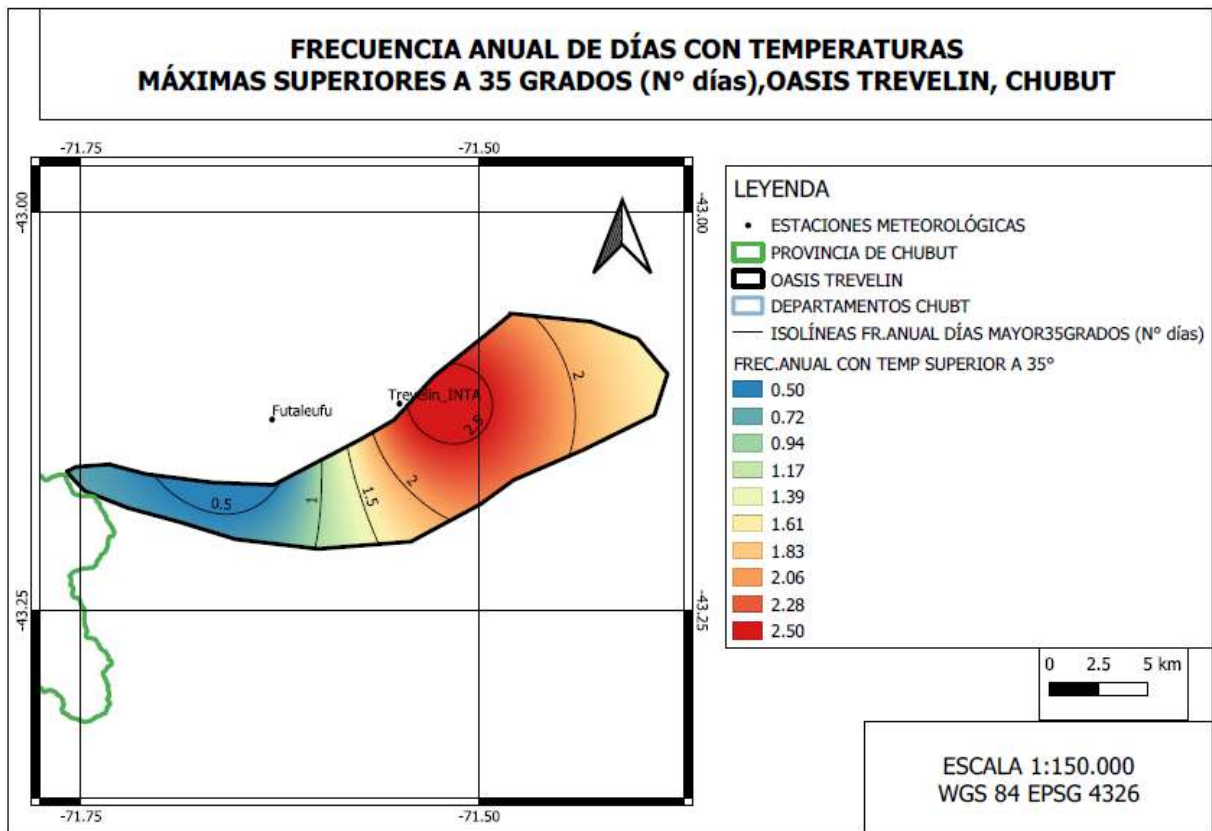 FRECUENCIA ANUAL DE DÍAS CON TEMPERATURAS
MÁXIMAS SUPERIORES A 35 GRADOS (N° días),OASIS TREVELIN, CHUBUT
-71.75
-71.50
-43.00
-43.00
LEYENDA
ESTACIONES METEOROLÓGICAS
PROVINCIA DE CHUBUT
OASIS TREVELIN
DEPARTAMENTOS CHUBT
ISOLÍNEAS FR.ANUAL DÍAS MAYOR35GRADOS (N° días)
FREC.ANUAL CON TEMP SUPERIOR A 35°
0.50
0.72
0.94
1.17
1.39
1.61
1.83
2.06
2.28
2.50
2
Trevelin_INTA
Futaleufu
2.5
2
1.5
1
0.5
-43.25
-43.25
0 2.5 5 km
-71.75
-71.50
ESCALA 1:150.000
WGS 84 EPSG 4326